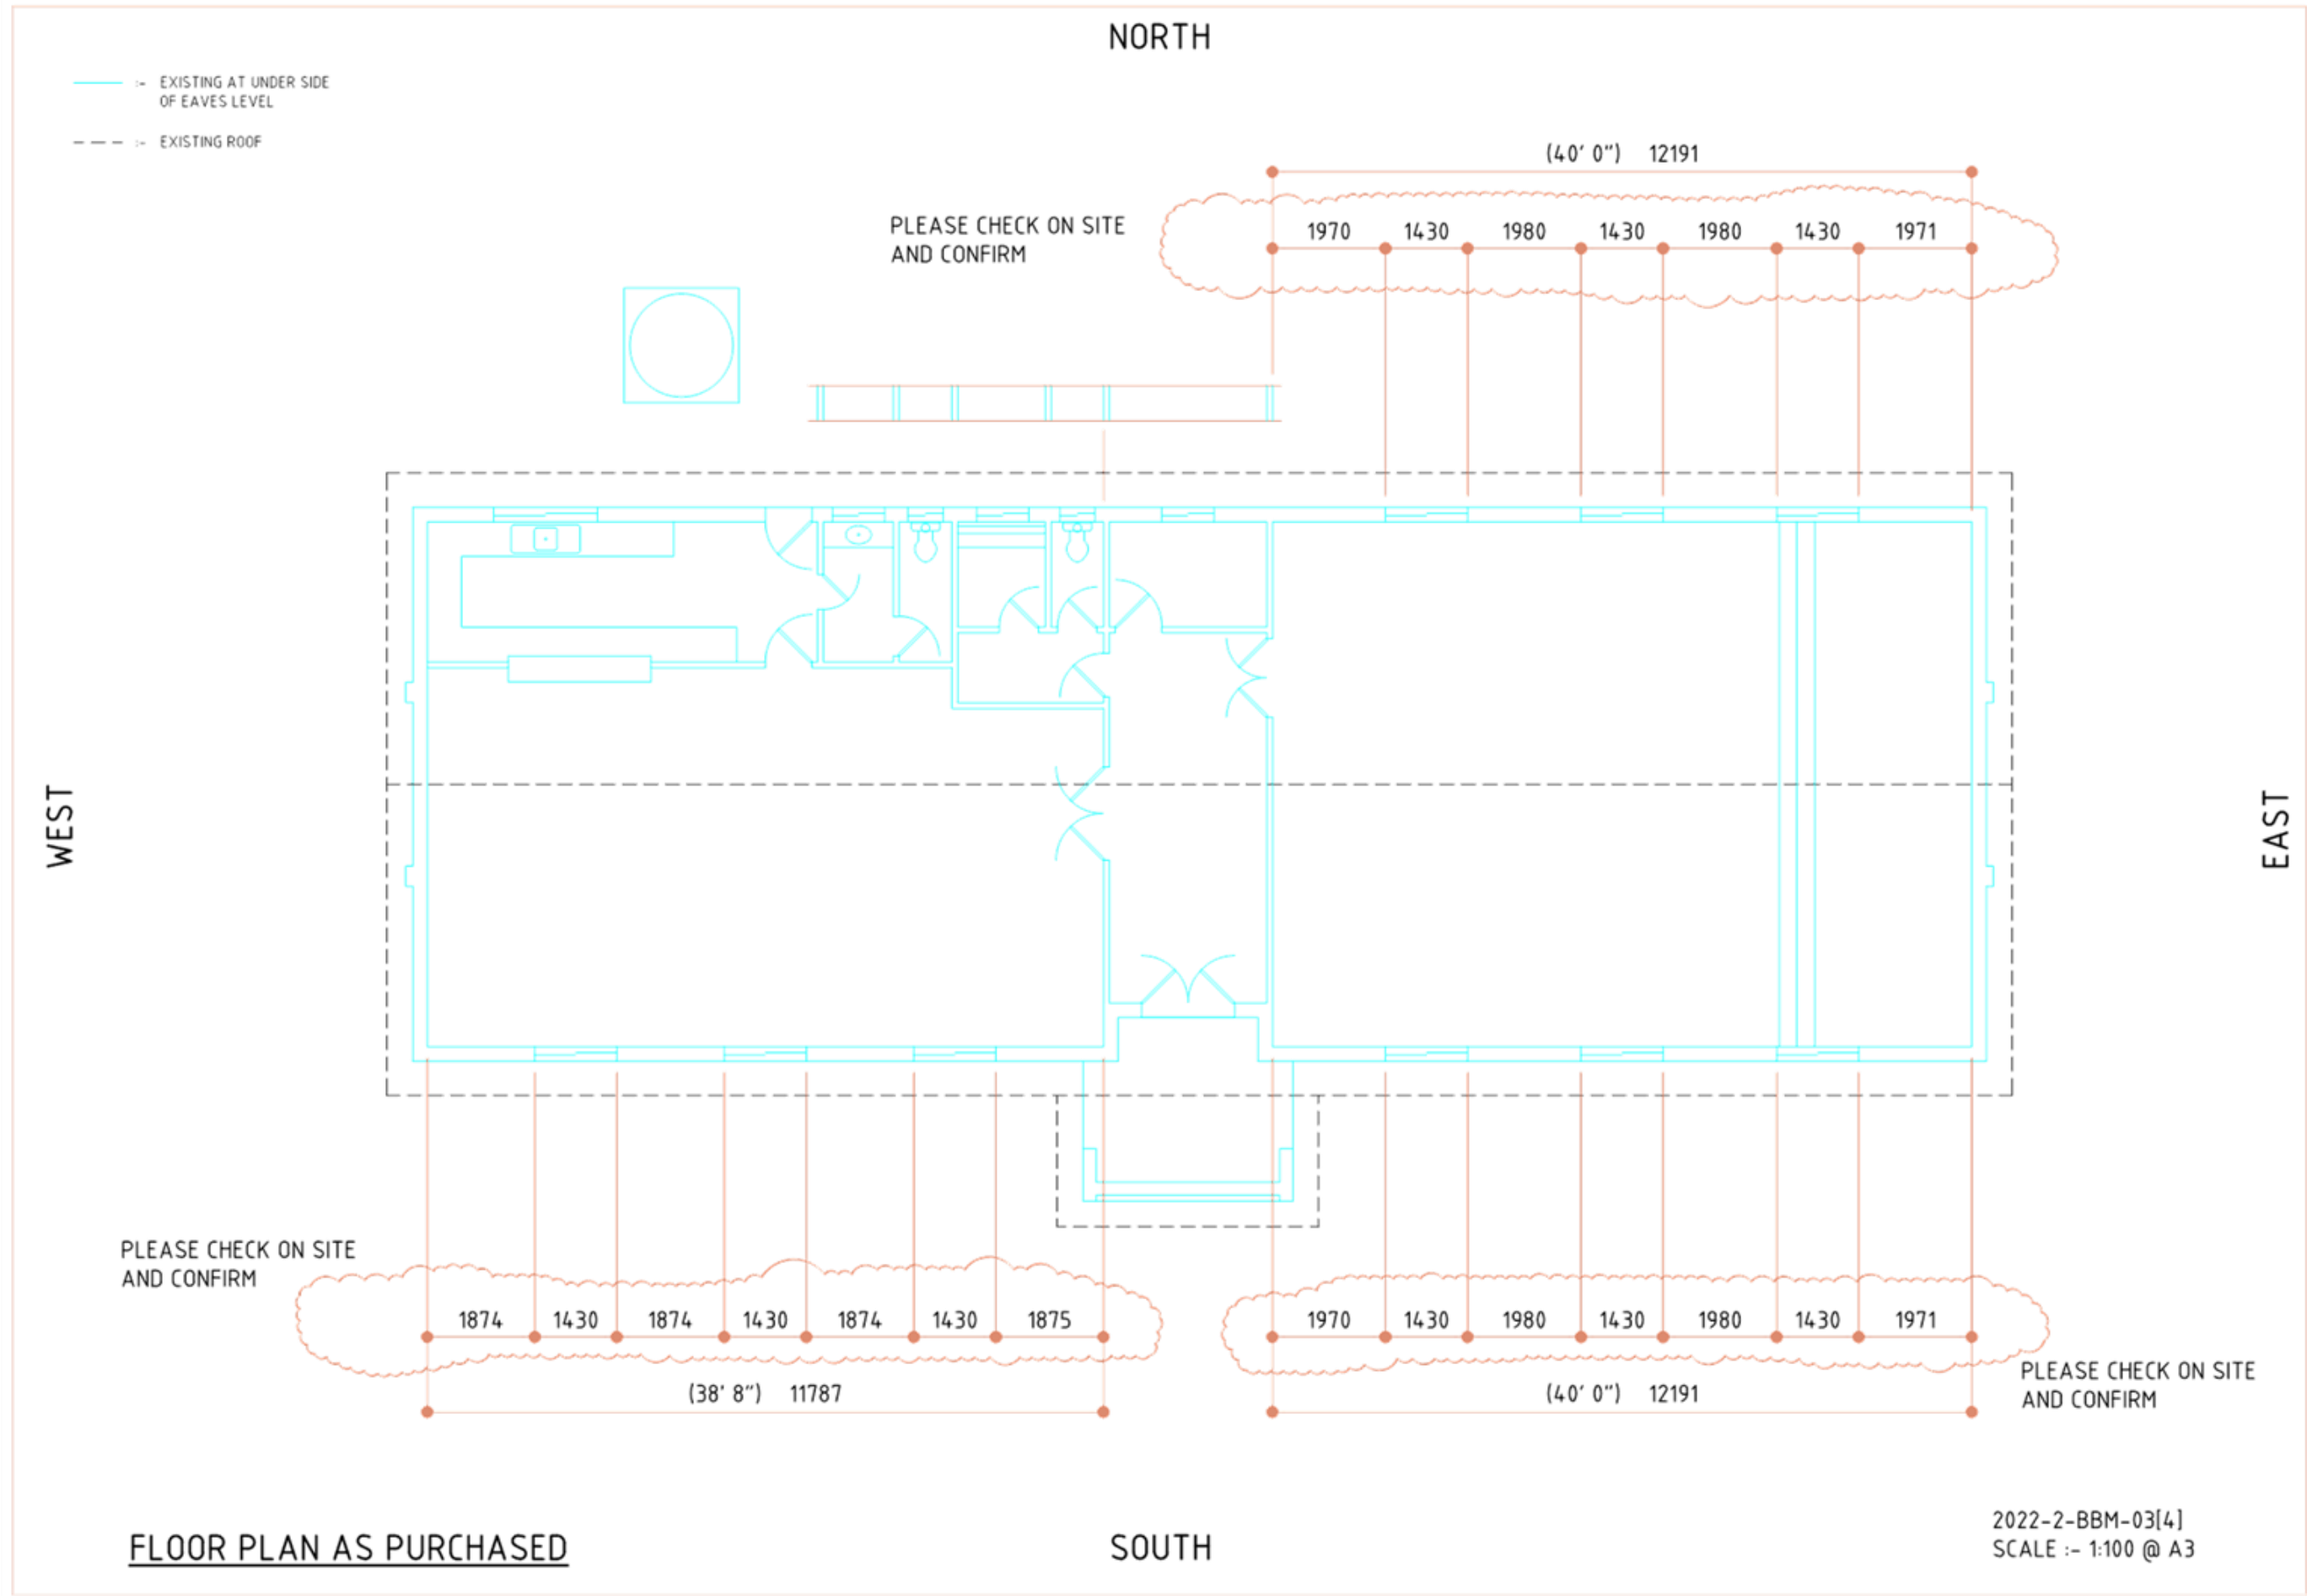 NORTH
:- EXISTING AT UNDER SIDE
OF EAVES LEVEL
:- EXISTING ROOF
(40' 0") 12191
PLEASE CHECK ON SITE
AND CONFIRM
1970 1430 1980 1430 1980 1430 1971
WEST
EAST
PLEASE CHECK ON SITE
AND CONFIRM
1874 1430 1874 1430 1874 1430 1875
(38' 8") 11787
1970 1430 1980 1430 1980 1430 1971
(40' 0") 12191
PLEASE CHECK ON SITE
AND CONFIRM
FLOOR PLAN AS PURCHASED
SOUTH
2022-2-BBM-03[4]
SCALE :- 1:100 @ A3